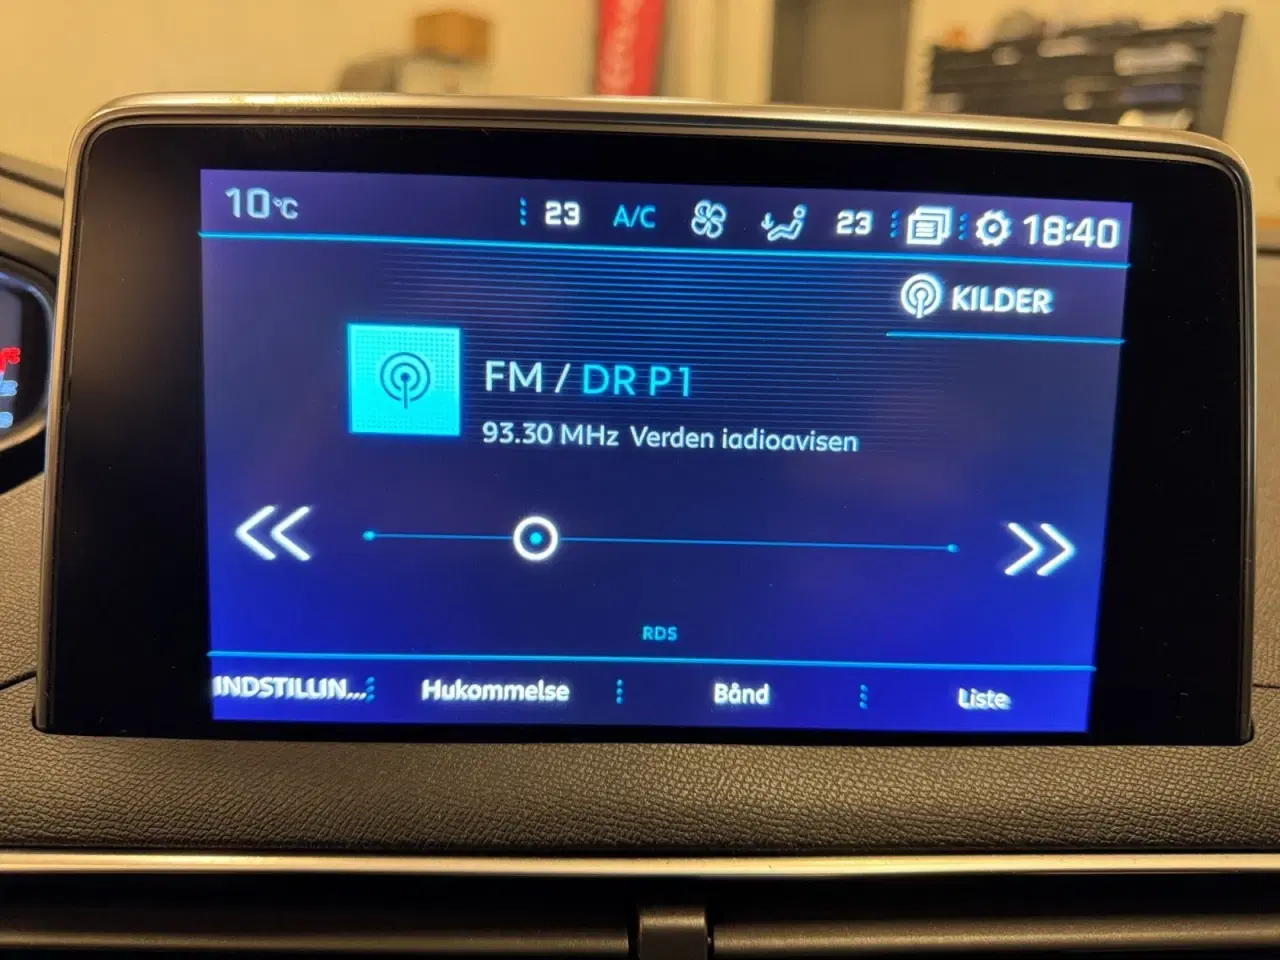 10°C 23 A/C 23 18:40
KILDER
FM / DR P1
93.30 MHz Verden iadioavisen
RDS
INDSTILLIN... Hukommelse Bånd Liste